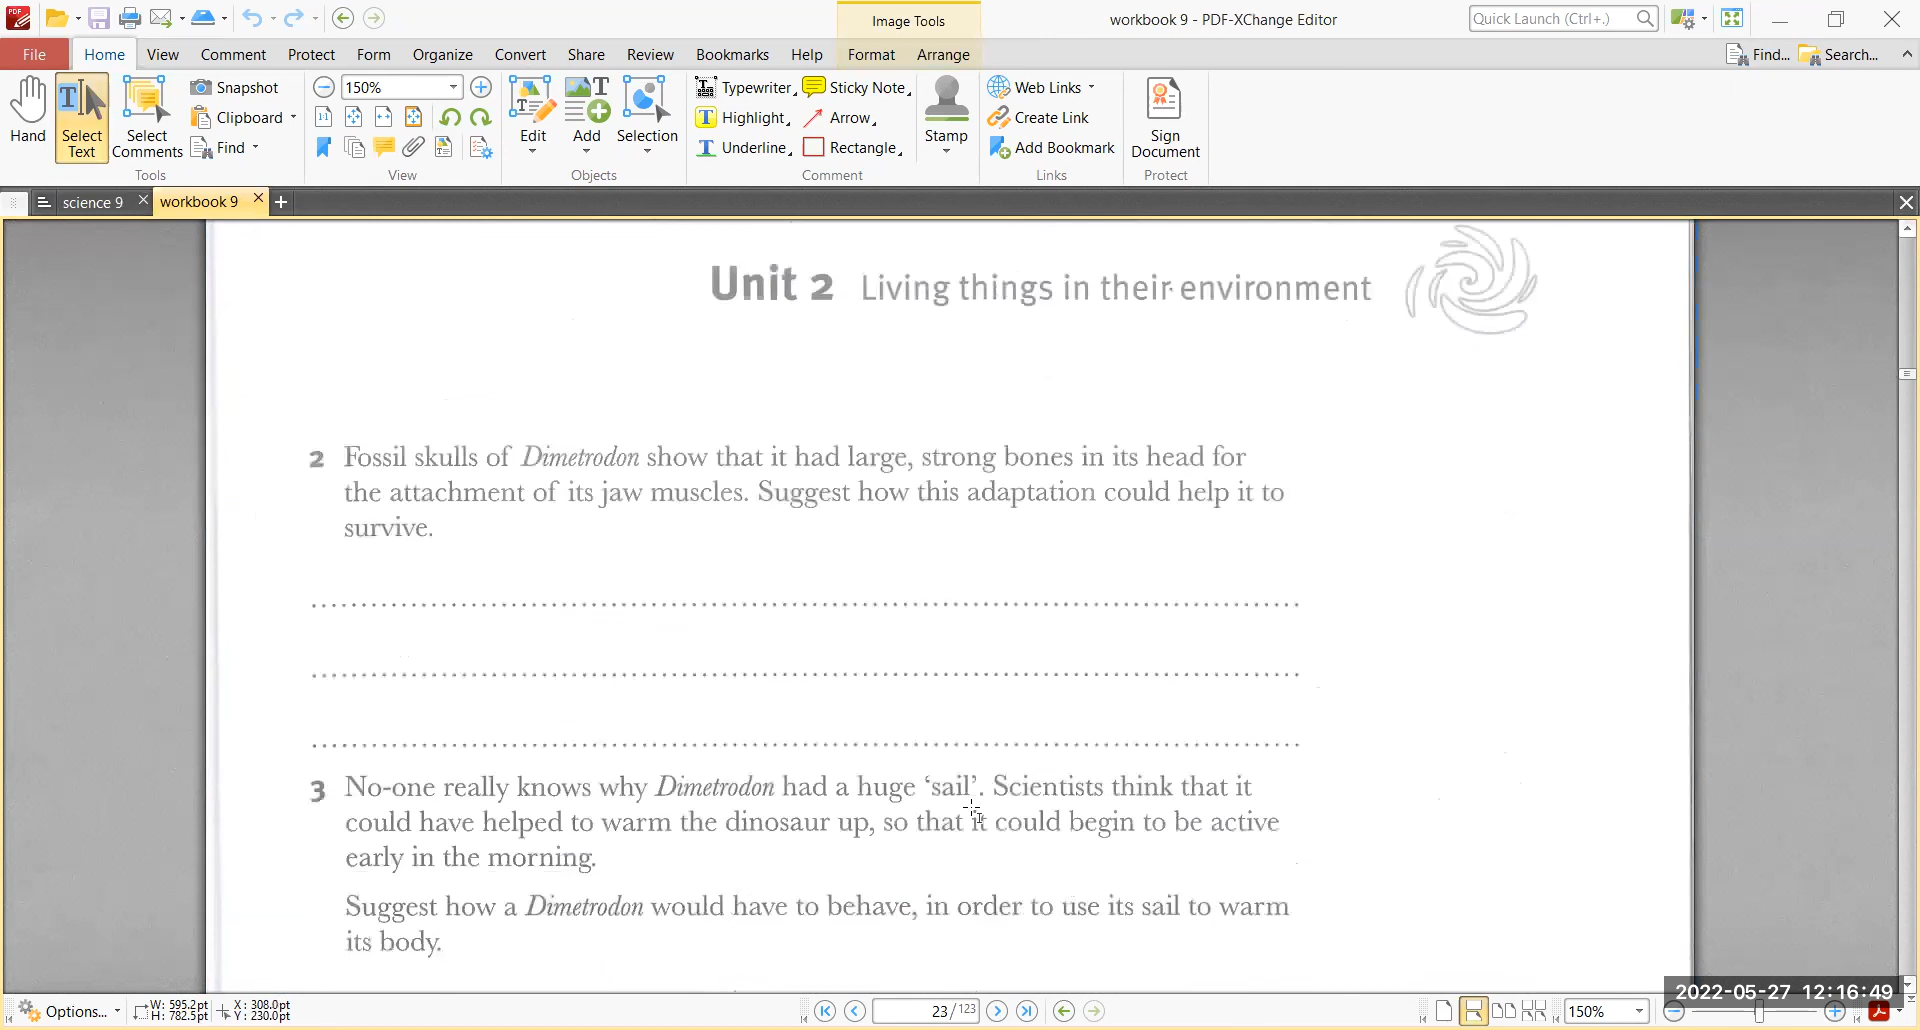 workbook 9 - PDF-XChange Editor
Image Tools
Quick Launch (Ctrl+.)
File Home View Comment Protect Form Organize Convert Share Review Bookmarks Help Format Arrange Find... Search...
Hand
Select Text
Select Comments
Snapshot
Clipboard
Find
Tools
150%
View
Edit
Add
Selection
Objects
Typewriter
Sticky Note
Highlight
Arrow
Underline
Rectangle
Stamp
Comment
Web Links
Create Link
Add Bookmark
Links
Sign Document
Protect
science 9 workbook 9
Unit 2 Living things in their environment
2 Fossil skulls of Dimetrodon show that it had large, strong bones in its head for
the attachment of its jaw muscles. Suggest how this adaptation could help it to
survive.
3 No-one really knows why Dimetrodon had a huge ‘sail’. Scientists think that it
could have helped to warm the dinosaur up, so that it could begin to be active
early in the morning.
Suggest how a Dimetrodon would have to behave, in order to use its sail to warm
its body.
2022-05-27 12:16:49
Options...
W: 595.2pt
H: 782.5pt
X: 308.0pt
Y: 230.0pt
23 / 123
150%